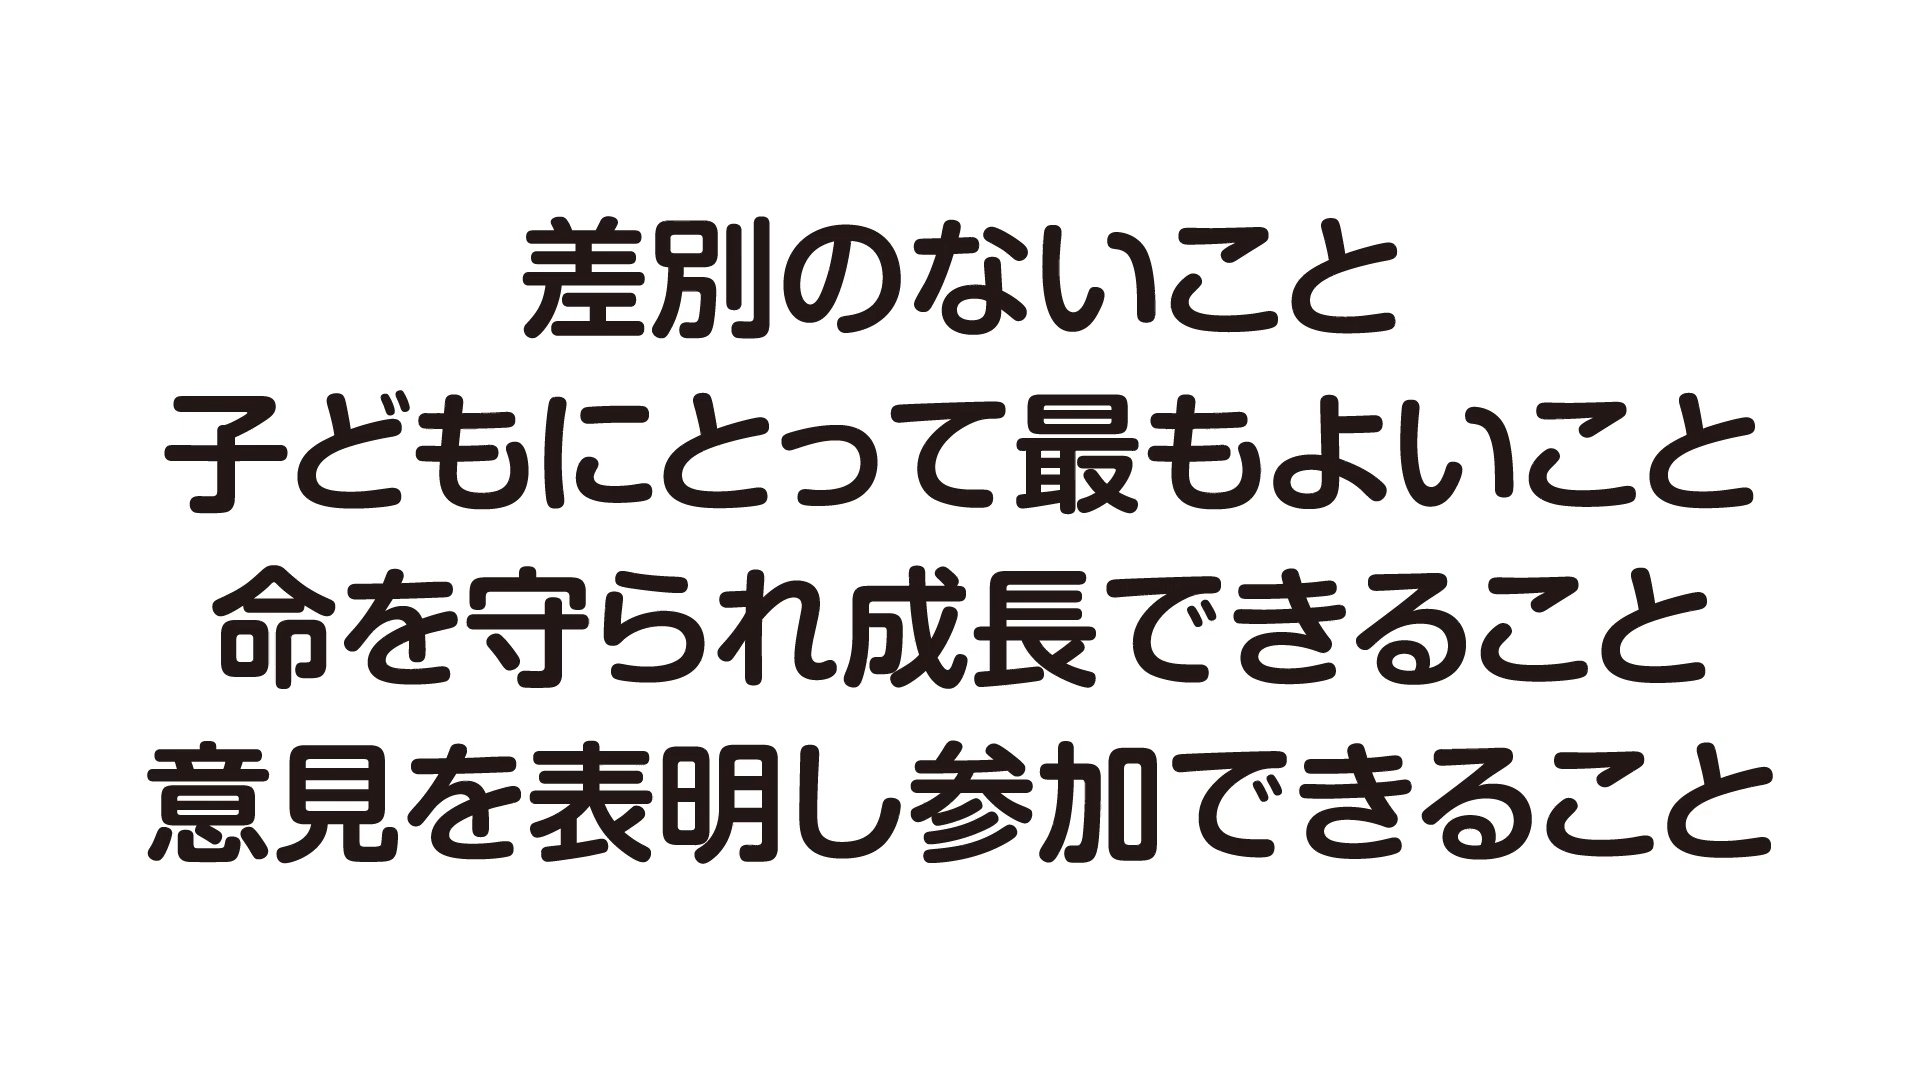 差別のないこと
子どもにとって最もよいこと
命を守られ成長できること
意見を表明し参加できること